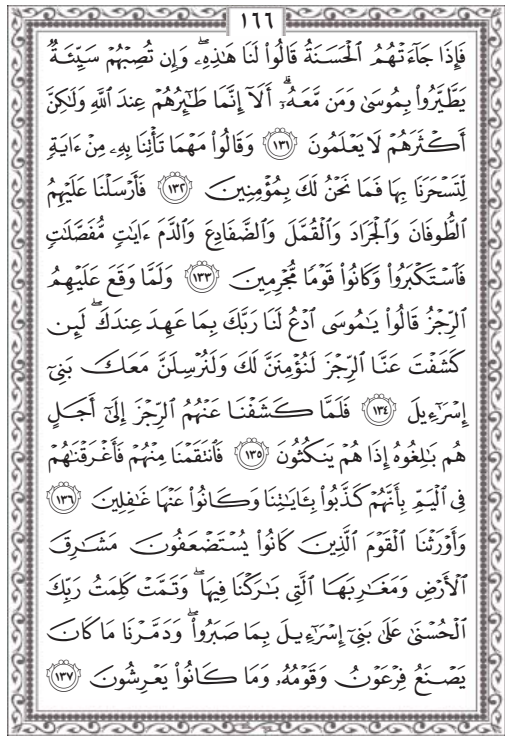 ١٦٦
فَإِذَا جَآءَتْهُمُ ٱلْحَسَنَةُ قَالُوا۟ لَنَا هَٰذِهِۦۖ وَإِن تُصِبْهُمْ سَيِّئَةٌ
يَطَّيَّرُوا۟ بِمُوسَىٰ وَمَن مَّعَهُۥٓۗ أَلَآ إِنَّمَا طَٰٓئِرُهُمْ عِندَ ٱللَّهِ وَلَٰكِنَّ
أَكْثَرَهُمْ لَا يَعْلَمُونَ ١٣١ وَقَالُوا۟ مَهْمَا تَأْتِنَا بِهِۦ مِنْ ءَايَةٍ
لِّتَسْحَرَنَا بِهَا فَمَا نَحْنُ لَكَ بِمُؤْمِنِينَ ١٣٢ فَأَرْسَلْنَا عَلَيْهِمُ
ٱلطُّوفَانَ وَٱلْجَرَادَ وَٱلْقُمَّلَ وَٱلضَّفَادِعَ وَٱلدَّمَ ءَايَٰتٍ مُّفَصَّلَٰتٍ
فَٱسْتَكْبَرُوا۟ وَكَانُوا۟ قَوْمًا مُّجْرِمِينَ ١٣٣ وَلَمَّا وَقَعَ عَلَيْهِمُ
ٱلرِّجْزُ قَالُوا۟ يَٰمُوسَى ٱدْعُ لَنَا رَبَّكَ بِمَا عَهِدَ عِندَكَۖ لَئِن
كَشَفْتَ عَنَّا ٱلرِّجْزَ لَنُؤْمِنَنَّ لَكَ وَلَنُرْسِلَنَّ مَعَكَ بَنِىٓ
إِسْرَٰٓءِيلَ ١٣٤ فَلَمَّا كَشَفْنَا عَنْهُمُ ٱلرِّجْزَ إِلَىٰٓ أَجَلٍ
هُم بَٰلِغُوهُ إِذَا هُمْ يَنكُثُونَ ١٣٥ فَٱنتَقَمْنَا مِنْهُمْ فَأَغْرَقْنَٰهُمْ
فِى ٱلْيَمِّ بِأَنَّهُمْ كَذَّبُوا۟ بِـَٔايَٰتِنَا وَكَانُوا۟ عَنْهَا غَٰفِلِينَ ١٣٦
وَأَوْرَثْنَا ٱلْقَوْمَ ٱلَّذِينَ كَانُوا۟ يُسْتَضْعَفُونَ مَشَٰرِقَ
ٱلْأَرْضِ وَمَغَٰرِبَهَا ٱلَّتِى بَٰرَكْنَا فِيهَاۖ وَتَمَّتْ كَلِمَتُ رَبِّكَ
ٱلْحُسْنَىٰ عَلَىٰ بَنِىٓ إِسْرَٰٓءِيلَ بِمَا صَبَرُوا۟ۖ وَدَمَّرْنَا مَا كَانَ
يَصْنَعُ فِرْعَوْنُ وَقَوْمُهُۥ وَمَا كَانُوا۟ يَعْرِشُونَ ١٣٧